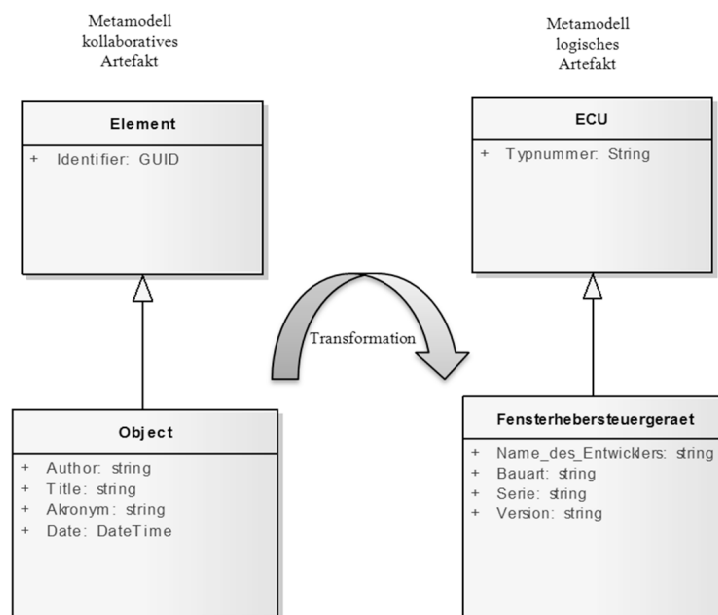 Metamodell
kollaboratives
Artefakt
Element
+ Identifier: GUID
Object
+ Author: string
+ Title: string
+ Akronym: string
+ Date: DateTime
Transformation
Metamodell
logisches
Artefakt
ECU
+ Typnummer: String
Fensterhebersteuergeraet
+ Name_des_Entwicklers: string
+ Bauart: string
+ Serie: string
+ Version: string